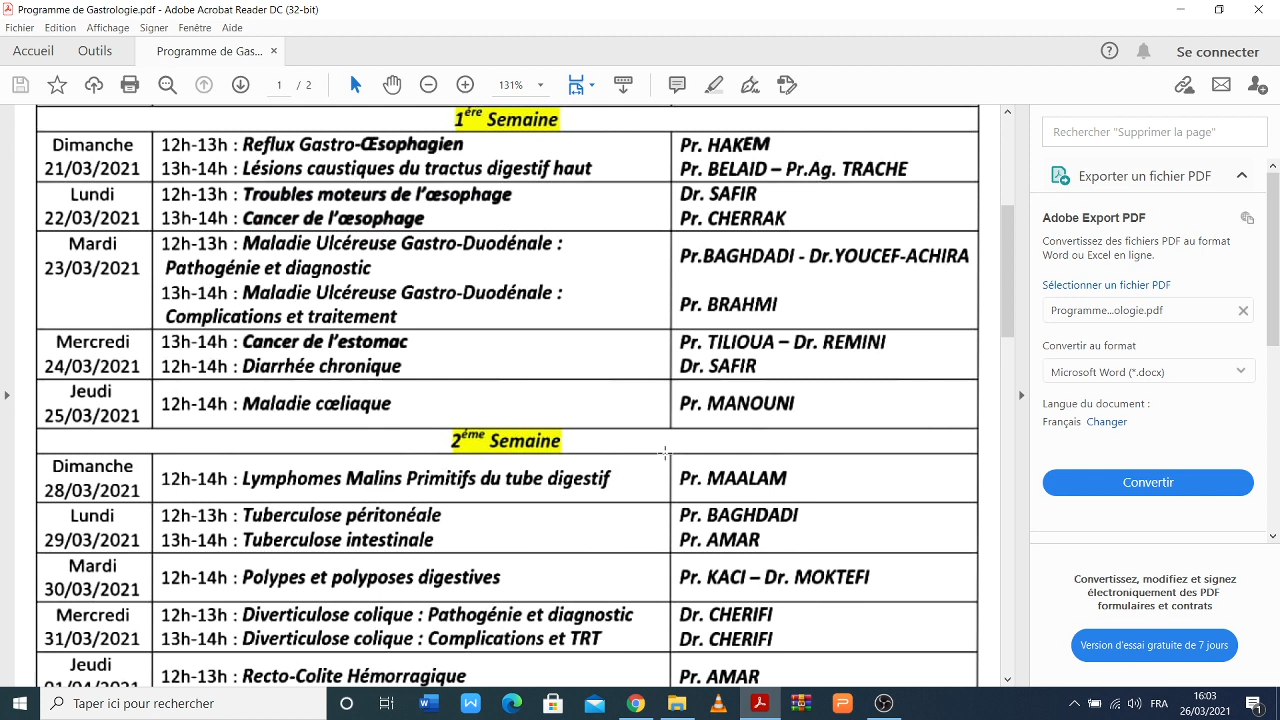 Programme de Gastrologie.pdf - Adobe Acrobat Reader DC (32-bit)
Fichier Edition Affichage Signer Fenêtre Aide
Accueil Outils Programme de Gas... × Se connecter
1 / 2 131%
1ére Semaine
Dimanche 21/03/2021
12h-13h : Reflux Gastro-Œsophagien Pr. HAKEM
13h-14h : Lésions caustiques du tractus digestif haut Pr. BELAID – Pr.Ag. TRACHE
Lundi 22/03/2021
12h-13h : Troubles moteurs de l’œsophage Dr. SAFIR
13h-14h : Cancer de l’œsophage Pr. CHERRAK
Mardi 23/03/2021
12h-13h : Maladie Ulcéreuse Gastro-Duodénale :
Pathogénie et diagnostic
Pr.BAGHDADI - Dr.YOUCEF-ACHIRA
13h-14h : Maladie Ulcéreuse Gastro-Duodénale :
Complications et traitement
Pr. BRAHMI
Mercredi 24/03/2021
13h-14h : Cancer de l’estomac Pr. TILIOUA – Dr. REMINI
12h-14h : Diarrhée chronique Dr. SAFIR
Jeudi 25/03/2021
12h-14h : Maladie cœliaque Pr. MANOUNI
2éme Semaine
Dimanche 28/03/2021
12h-14h : Lymphomes Malins Primitifs du tube digestif Pr. MAALAM
Lundi 29/03/2021
12h-13h : Tuberculose péritonéale Pr. BAGHDADI
13h-14h : Tuberculose intestinale Pr. AMAR
Mardi 30/03/2021
12h-14h : Polypes et polyposes digestives Pr. KACI – Dr. MOKTEFI
Mercredi 31/03/2021
12h-13h : Diverticulose colique : Pathogénie et diagnostic Dr. CHERIFI
13h-14h : Diverticulose colique : Complications et TRT Dr. CHERIFI
Jeudi
12h-13h : Recto-Colite Hémorragique Pr. AMAR
Rechercher "Supprimer la page"
Exporter un fichier PDF
Adobe Export PDF
Convertissez des fichiers PDF au format
Word ou Excel en ligne.
Sélectionner un fichier PDF
Programme...ologie.pdf
Convertir au format
Microsoft Word (*.docx)
Langue du document :
Français Changer
Convertir
Convertissez, modifiez et signez
électroniquement des PDF
formulaires et contrats
Version d'essai gratuite de 7 jours
Taper ici pour rechercher
FRA
16:03
26/03/2021